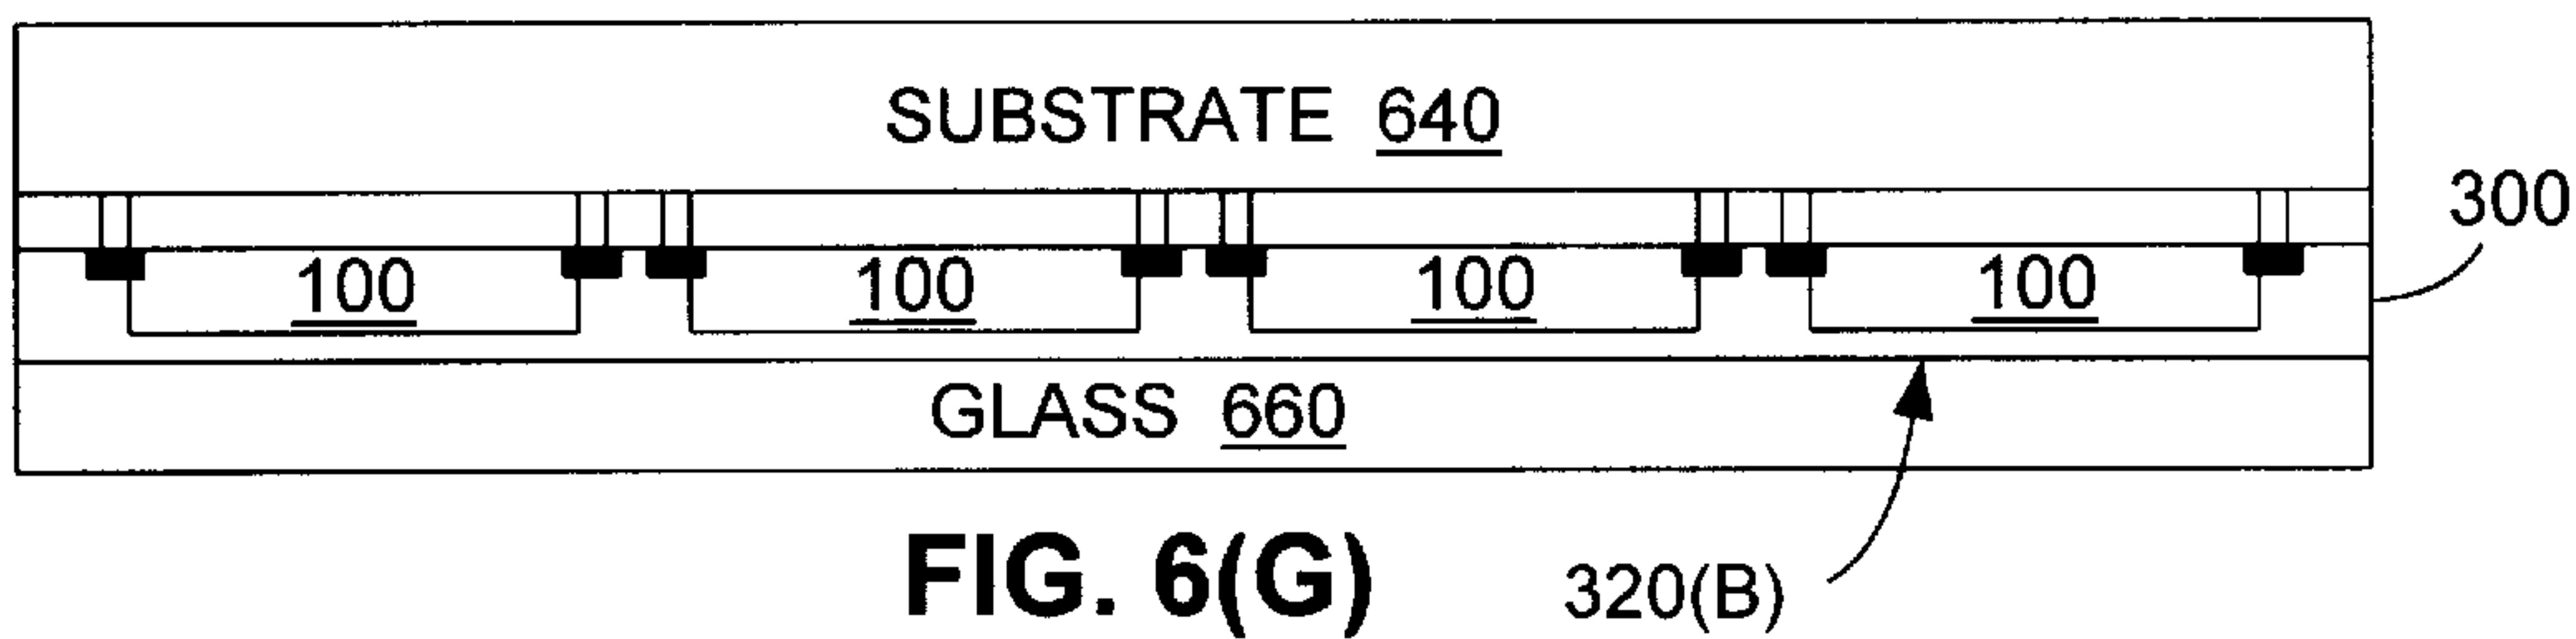 SUBSTRATE 640
300
100 100 100 100
GLASS 660
FIG. 6(G)
320(B)